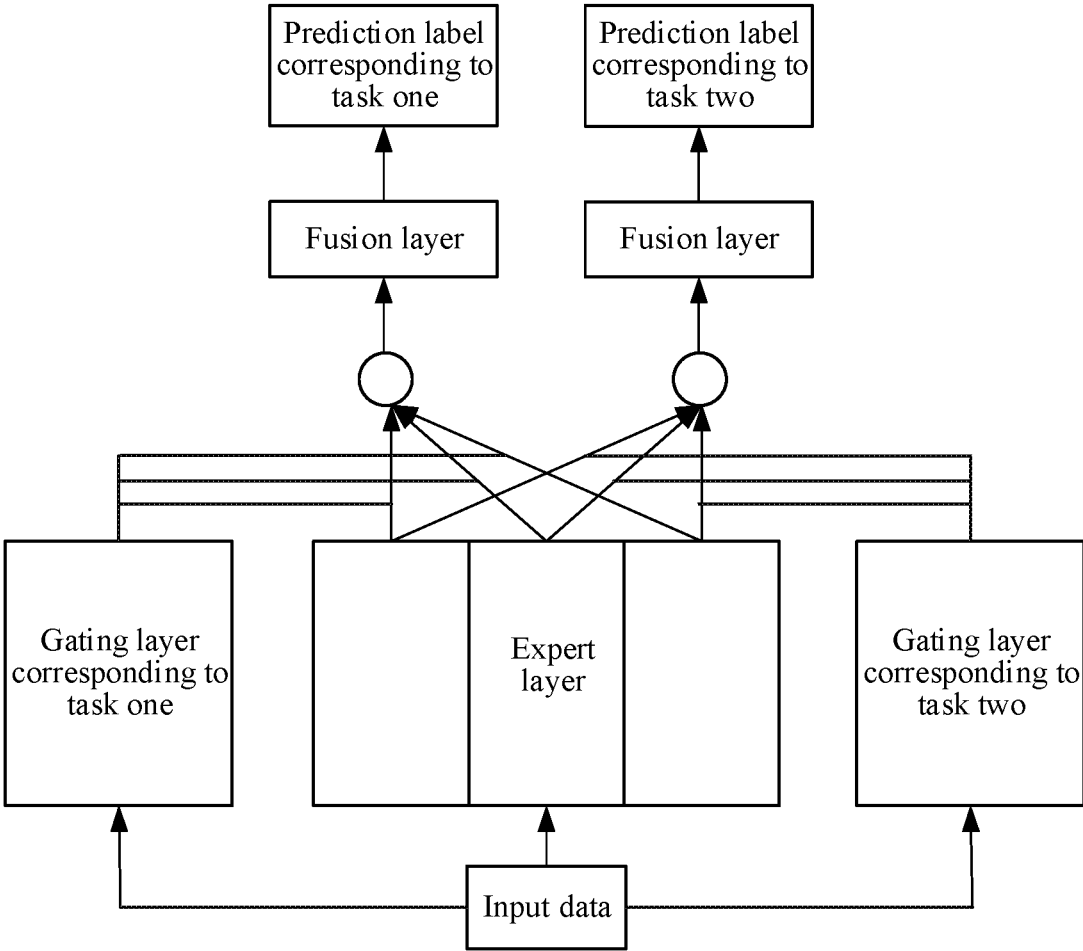 Prediction label
corresponding to
task one
Prediction label
corresponding to
task two
Fusion layer
Fusion layer
Gating layer
corresponding to
task one
Expert
layer
Gating layer
corresponding to
task two
Input data